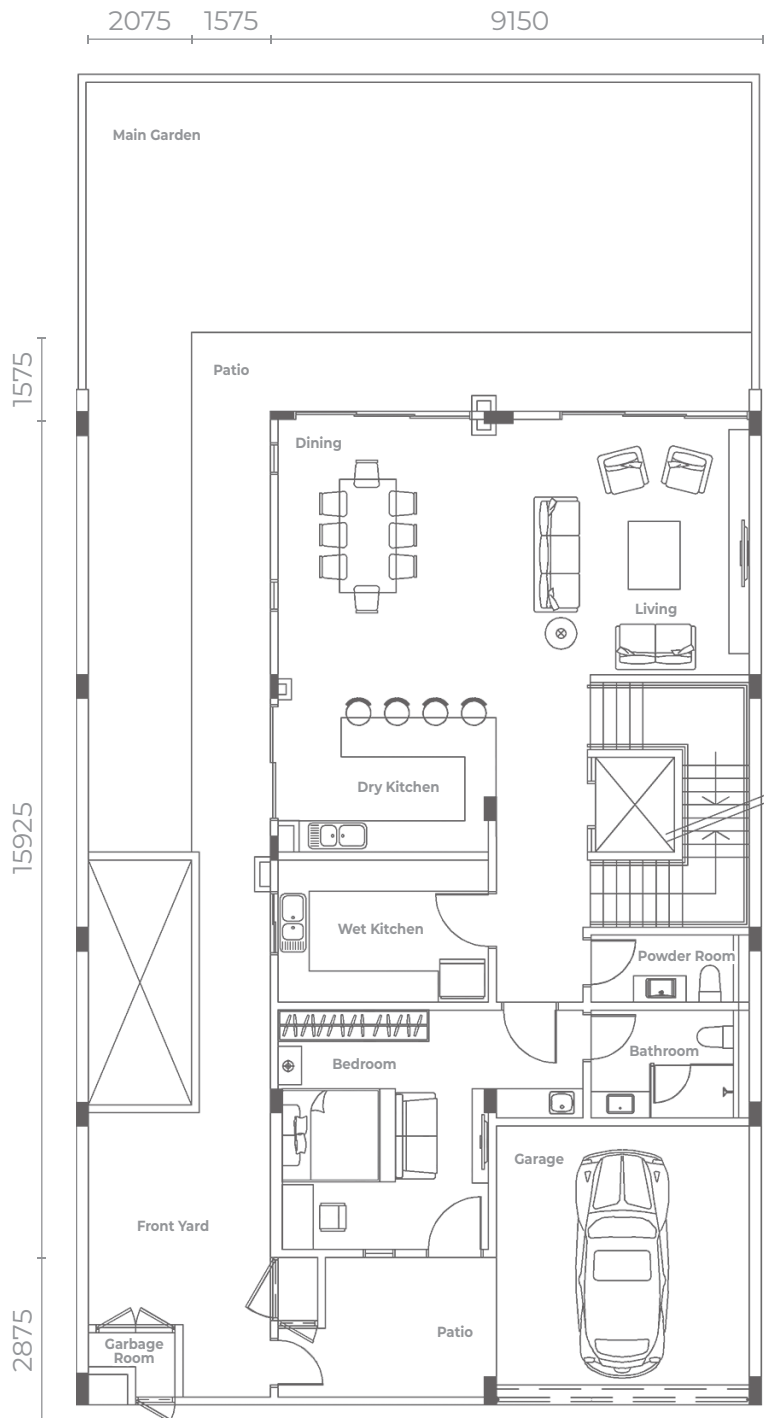 2075 1575 9150
Main Garden
1575
Patio
Dining
Living
Dry Kitchen
15925
Wet Kitchen
Powder Room
Bathroom
Bedroom
Garage
Front Yard
2875
Patio
Garbage
Room